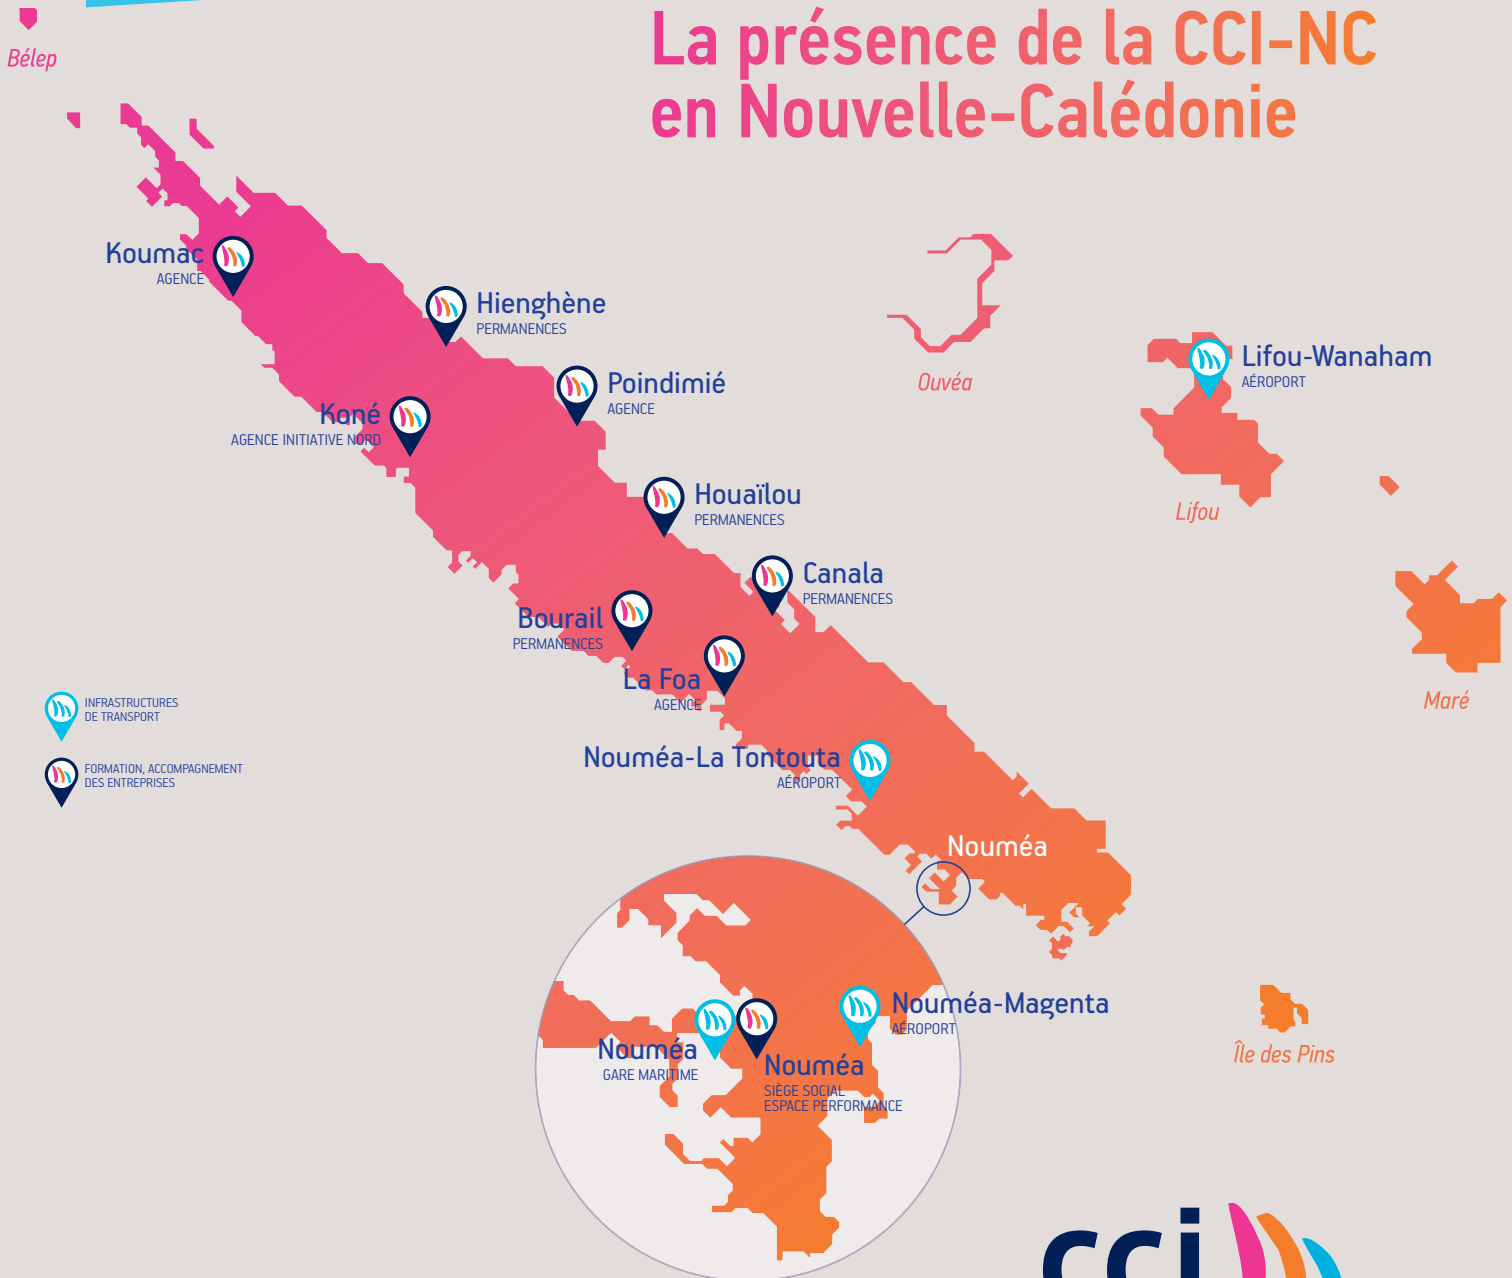 La présence de la CCI-NC
en Nouvelle-Calédonie
Bélep
Koumac
AGENCE
Hienghène
PERMANENCES
Poindimié
AGENCE
Koné
AGENCE INITIATIVE NORD
Houaïlou
PERMANENCES
Canala
PERMANENCES
Bourail
PERMANENCES
La Foa
AGENCE
Nouméa-La Tontouta
AÉROPORT
Nouméa
Ouvéa
Lifou-Wanaham
AÉROPORT
Lifou
Maré
Île des Pins
INFRASTRUCTURES
DE TRANSPORT
FORMATION, ACCOMPAGNEMENT
DES ENTREPRISES
Nouméa-Magenta
AÉROPORT
Nouméa
GARE MARITIME
Nouméa
SIÈGE SOCIAL
ESPACE PERFORMANCE
cci